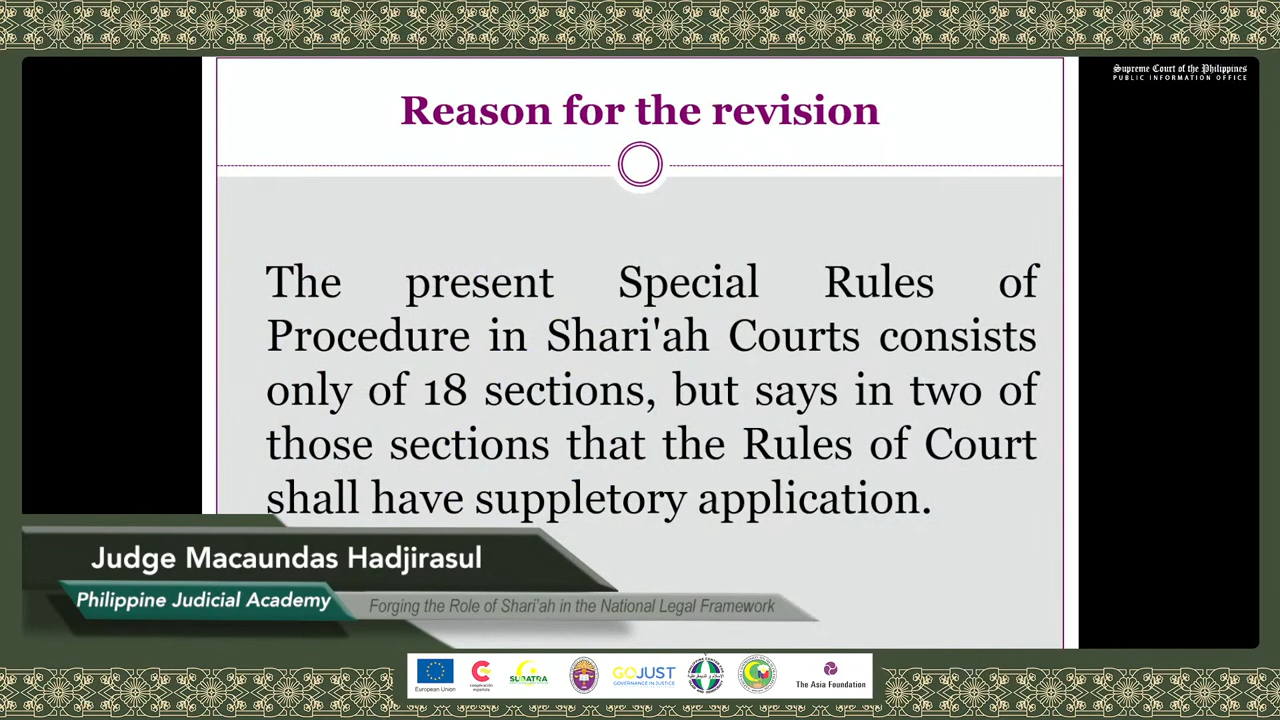 Supreme Court of the Philippines
PUBLIC INFORMATION OFFICE
Reason for the revision
The present Special Rules of
Procedure in Shari'ah Courts consists
only of 18 sections, but says in two of
those sections that the Rules of Court
shall have suppletory application.
Judge Macaundas Hadjirasul
Philippine Judicial Academy
Forging the Role of Shari'ah in the National Legal Framework
European Union
cooperación
española
SUBATRA
GOJUST
GOVERNANCE IN JUSTICE
The Asia Foundation